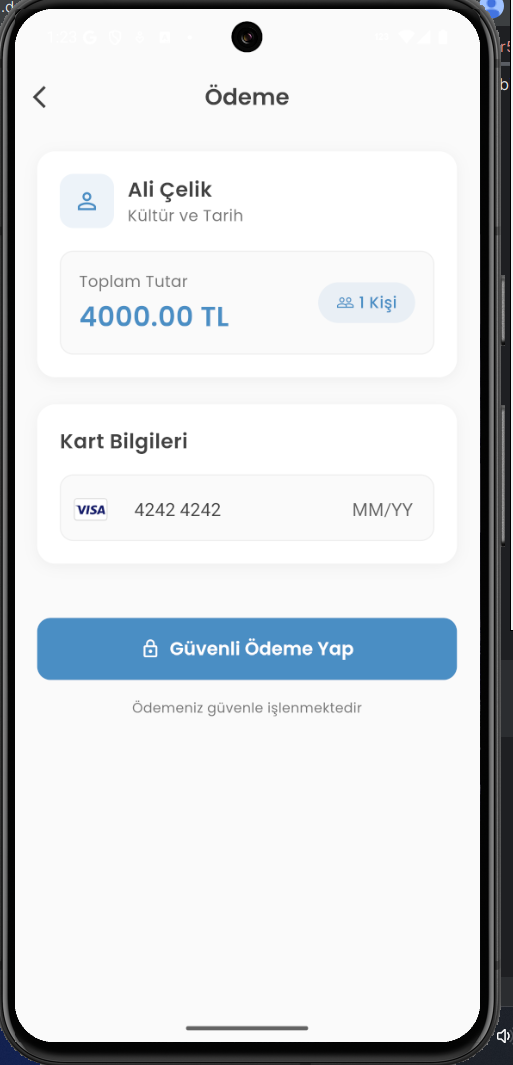 Ödeme
Ali Çelik
Kültür ve Tarih
Toplam Tutar
4000.00 TL
1 Kişi
Kart Bilgileri
VISA 4242 4242 MM/YY
Güvenli Ödeme Yap
Ödemeniz güvenle işlenmektedir